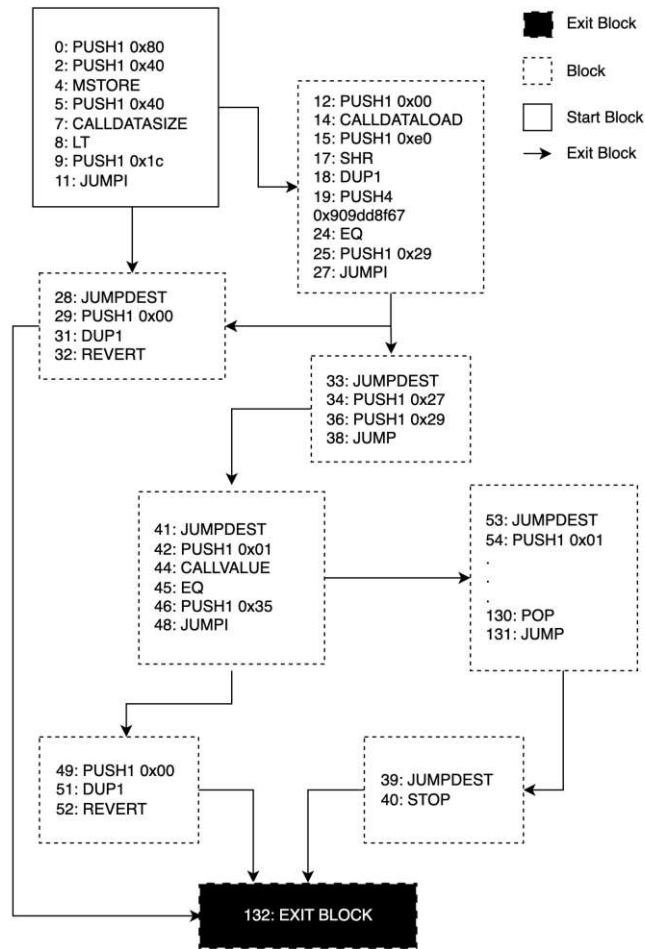 0: PUSH1 0x80
2: PUSH1 0x40
4: MSTORE
5: PUSH1 0x40
7: CALLDATASIZE
8: LT
9: PUSH1 0x1c
11: JUMPI
12: PUSH1 0x00
14: CALLDATALOAD
15: PUSH1 0xe0
17: SHR
18: DUP1
19: PUSH4
0x909dd8f67
24: EQ
25: PUSH1 0x29
27: JUMPI
Exit Block
Block
Start Block
Exit Block
28: JUMPDEST
29: PUSH1 0x00
31: DUP1
32: REVERT
33: JUMPDEST
34: PUSH1 0x27
36: PUSH1 0x29
38: JUMP
41: JUMPDEST
42: PUSH1 0x01
44: CALLVALUE
45: EQ
46: PUSH1 0x35
48: JUMPI
53: JUMPDEST
54: PUSH1 0x01
.
.
.
130: POP
131: JUMP
49: PUSH1 0x00
51: DUP1
52: REVERT
39: JUMPDEST
40: STOP
132: EXIT BLOCK